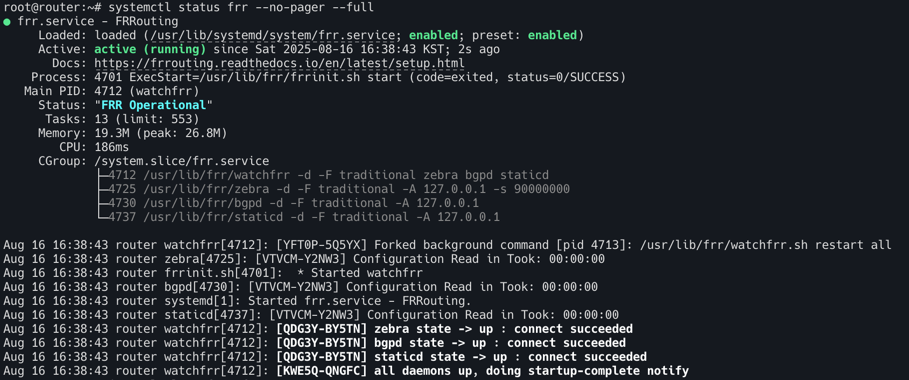 root@router:~# systemctl status frr --no-pager --full
● frr.service - FRRouting
     Loaded: loaded (/usr/lib/systemd/system/frr.service; enabled; preset: enabled)
     Active: active (running) since Sat 2025-08-16 16:38:43 KST; 2s ago
       Docs: https://frrouting.readthedocs.io/en/latest/setup.html
    Process: 4701 ExecStart=/usr/lib/frr/frrinit.sh start (code=exited, status=0/SUCCESS)
   Main PID: 4712 (watchfrr)
     Status: "FRR Operational"
      Tasks: 13 (limit: 553)
     Memory: 19.3M (peak: 26.8M)
        CPU: 186ms
     CGroup: /system.slice/frr.service
             ├─4712 /usr/lib/frr/watchfrr -d -F traditional zebra bgpd staticd
             ├─4725 /usr/lib/frr/zebra -d -F traditional -A 127.0.0.1 -s 90000000
             ├─4730 /usr/lib/frr/bgpd -d -F traditional -A 127.0.0.1
             └─4737 /usr/lib/frr/staticd -d -F traditional -A 127.0.0.1

Aug 16 16:38:43 router watchfrr[4712]: [YFT0P-5Q5YX] Forked background command [pid 4713]: /usr/lib/frr/watchfrr.sh restart all
Aug 16 16:38:43 router zebra[4725]: [VTVCM-Y2NW3] Configuration Read in Took: 00:00:00
Aug 16 16:38:43 router frrinit.sh[4701]:  * Started watchfrr
Aug 16 16:38:43 router bgpd[4730]: [VTVCM-Y2NW3] Configuration Read in Took: 00:00:00
Aug 16 16:38:43 router systemd[1]: Started frr.service - FRRouting.
Aug 16 16:38:43 router staticd[4737]: [VTVCM-Y2NW3] Configuration Read in Took: 00:00:00
Aug 16 16:38:43 router watchfrr[4712]: [QDG3Y-BY5TN] zebra state -> up : connect succeeded
Aug 16 16:38:43 router watchfrr[4712]: [QDG3Y-BY5TN] bgpd state -> up : connect succeeded
Aug 16 16:38:43 router watchfrr[4712]: [QDG3Y-BY5TN] staticd state -> up : connect succeeded
Aug 16 16:38:43 router watchfrr[4712]: [KWE5Q-QNGFC] all daemons up, doing startup-complete notify